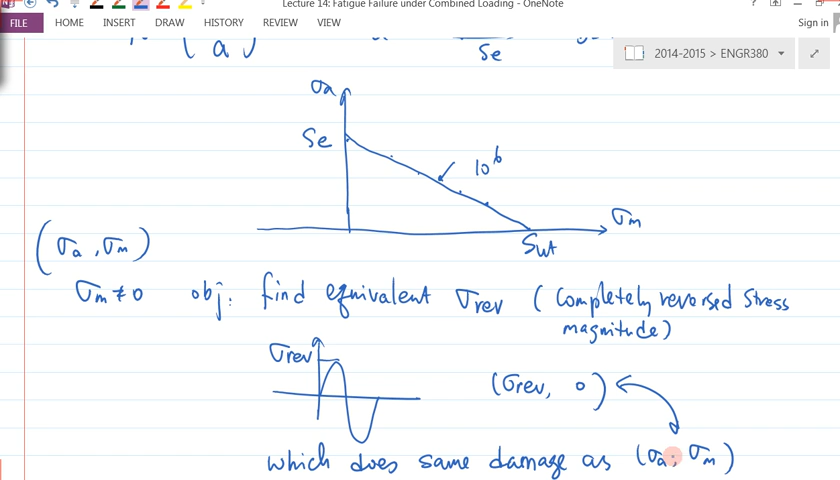 Lecture 14: Fatigue Failure under Combined Loading - OneNote
Sign in
FILE HOME INSERT DRAW HISTORY REVIEW VIEW
2014-2015 > ENGR380
( a )
Se
σa
Se
10^6
σm
Sut
(σa, σm)
σm ≠ 0 obj: find equivalent σrev (completely reversed stress
magnitude)
σrev
(σrev, 0)
which does same damage as (σa, σm)